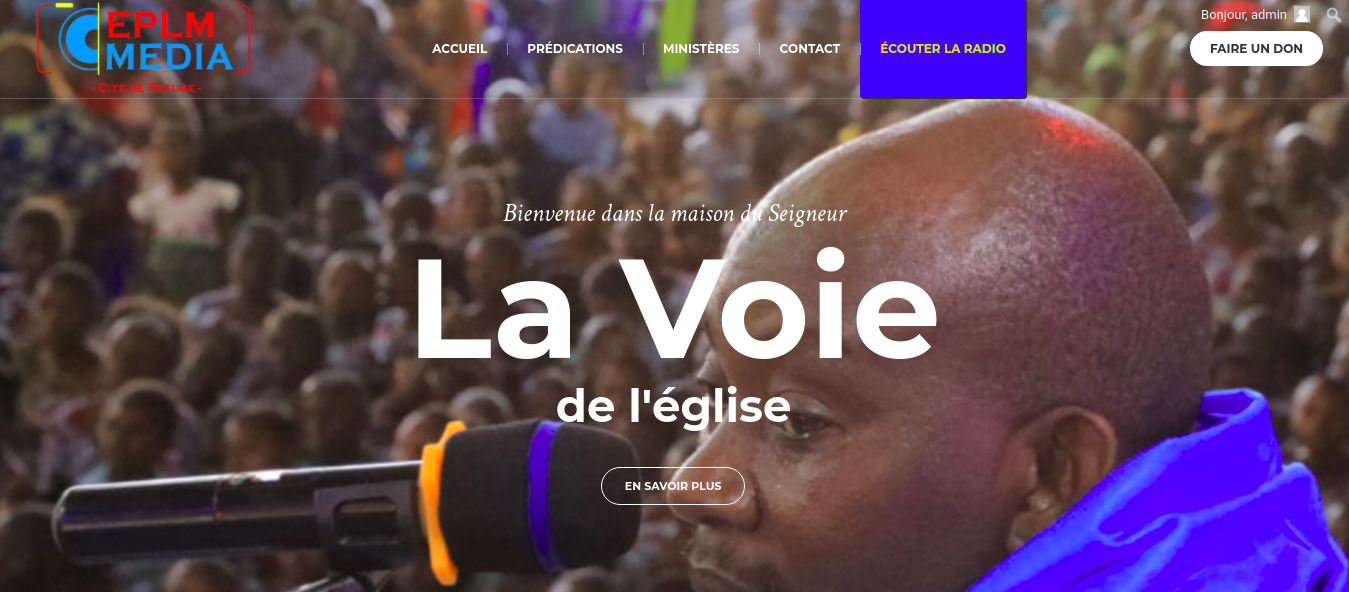 Bonjour, admin
EPLM
MEDIA
- CITÉ DE REFUGE -
ACCUEIL
PRÉDICATIONS
MINISTÈRES
CONTACT
ÉCOUTER LA RADIO
FAIRE UN DON
Bienvenue dans la maison du Seigneur
La Voie
de l'église
EN SAVOIR PLUS